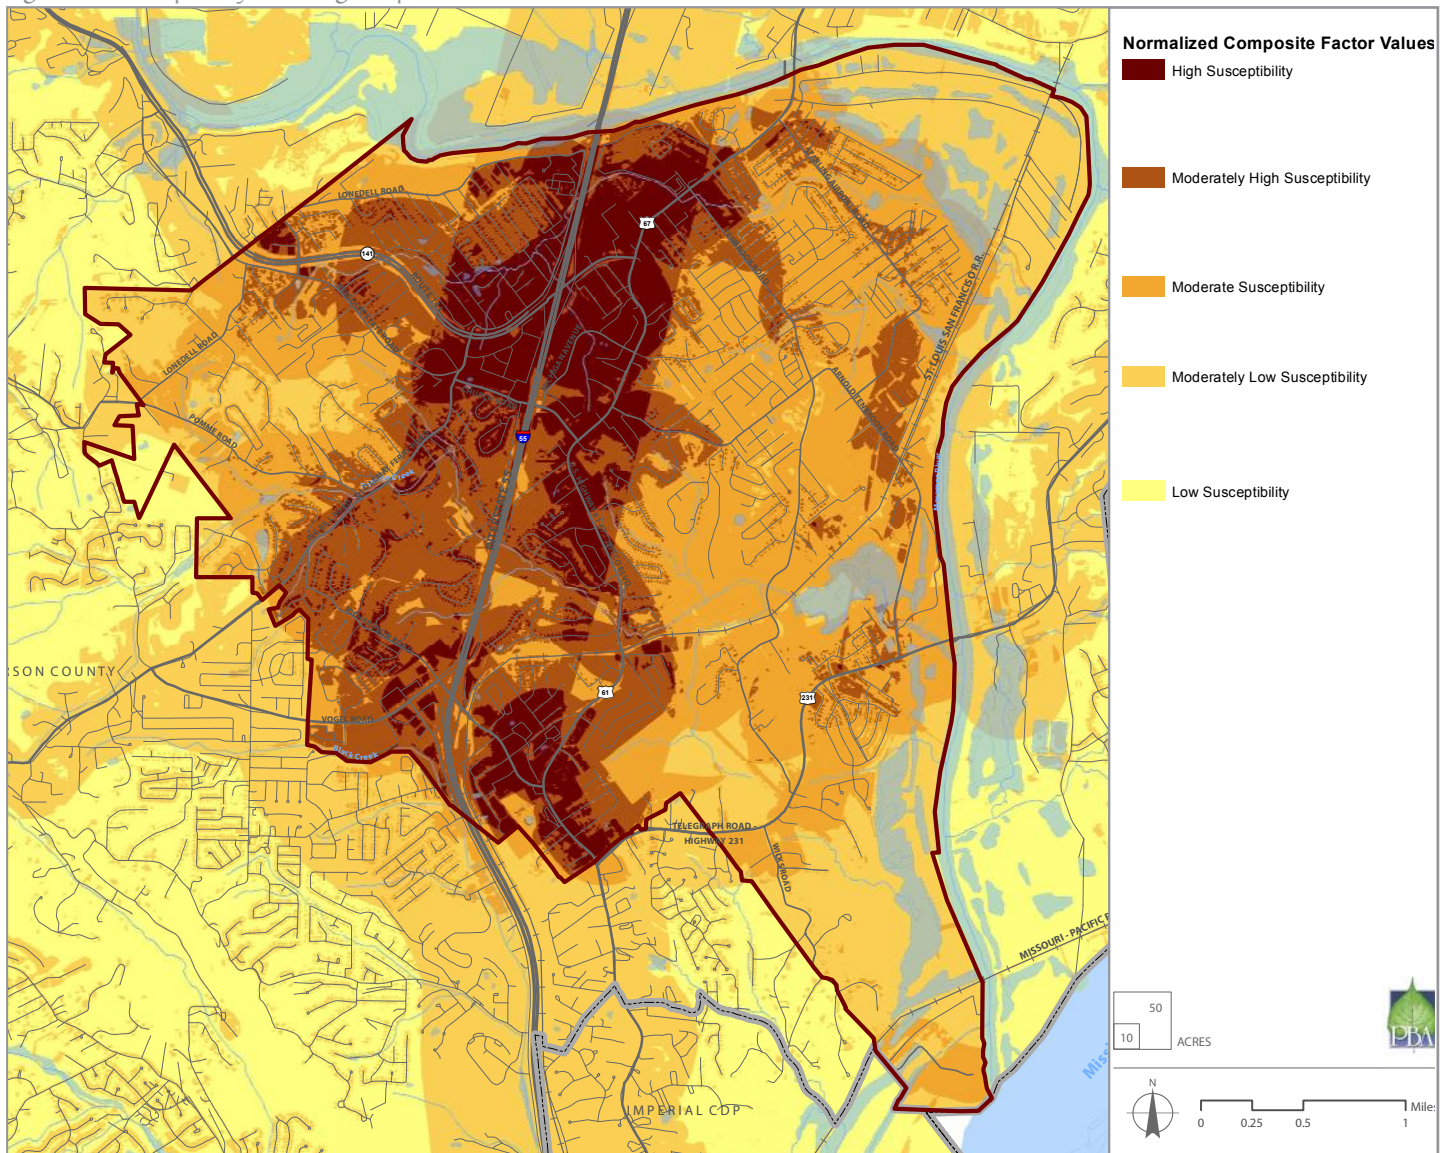 Normalized Composite Factor Values
High Susceptibility
Moderately High Susceptibility
Moderate Susceptibility
Moderately Low Susceptibility
Low Susceptibility
LONEDELL ROAD
141
67
ST. LOUIS SAN FRANCISCO R.R.
LONEDELL ROAD
POMME ROAD
55
Creek
RSON COUNTY
61
231
VOGEL ROAD
Black Creek
TELEGRAPH ROAD
HIGHWAY 231
WICKS ROAD
MISSOURI - PACIFIC R
IMPERIAL CDP
Missi
50
10
ACRES
PBA
N
Miles
0
0.25
0.5
1